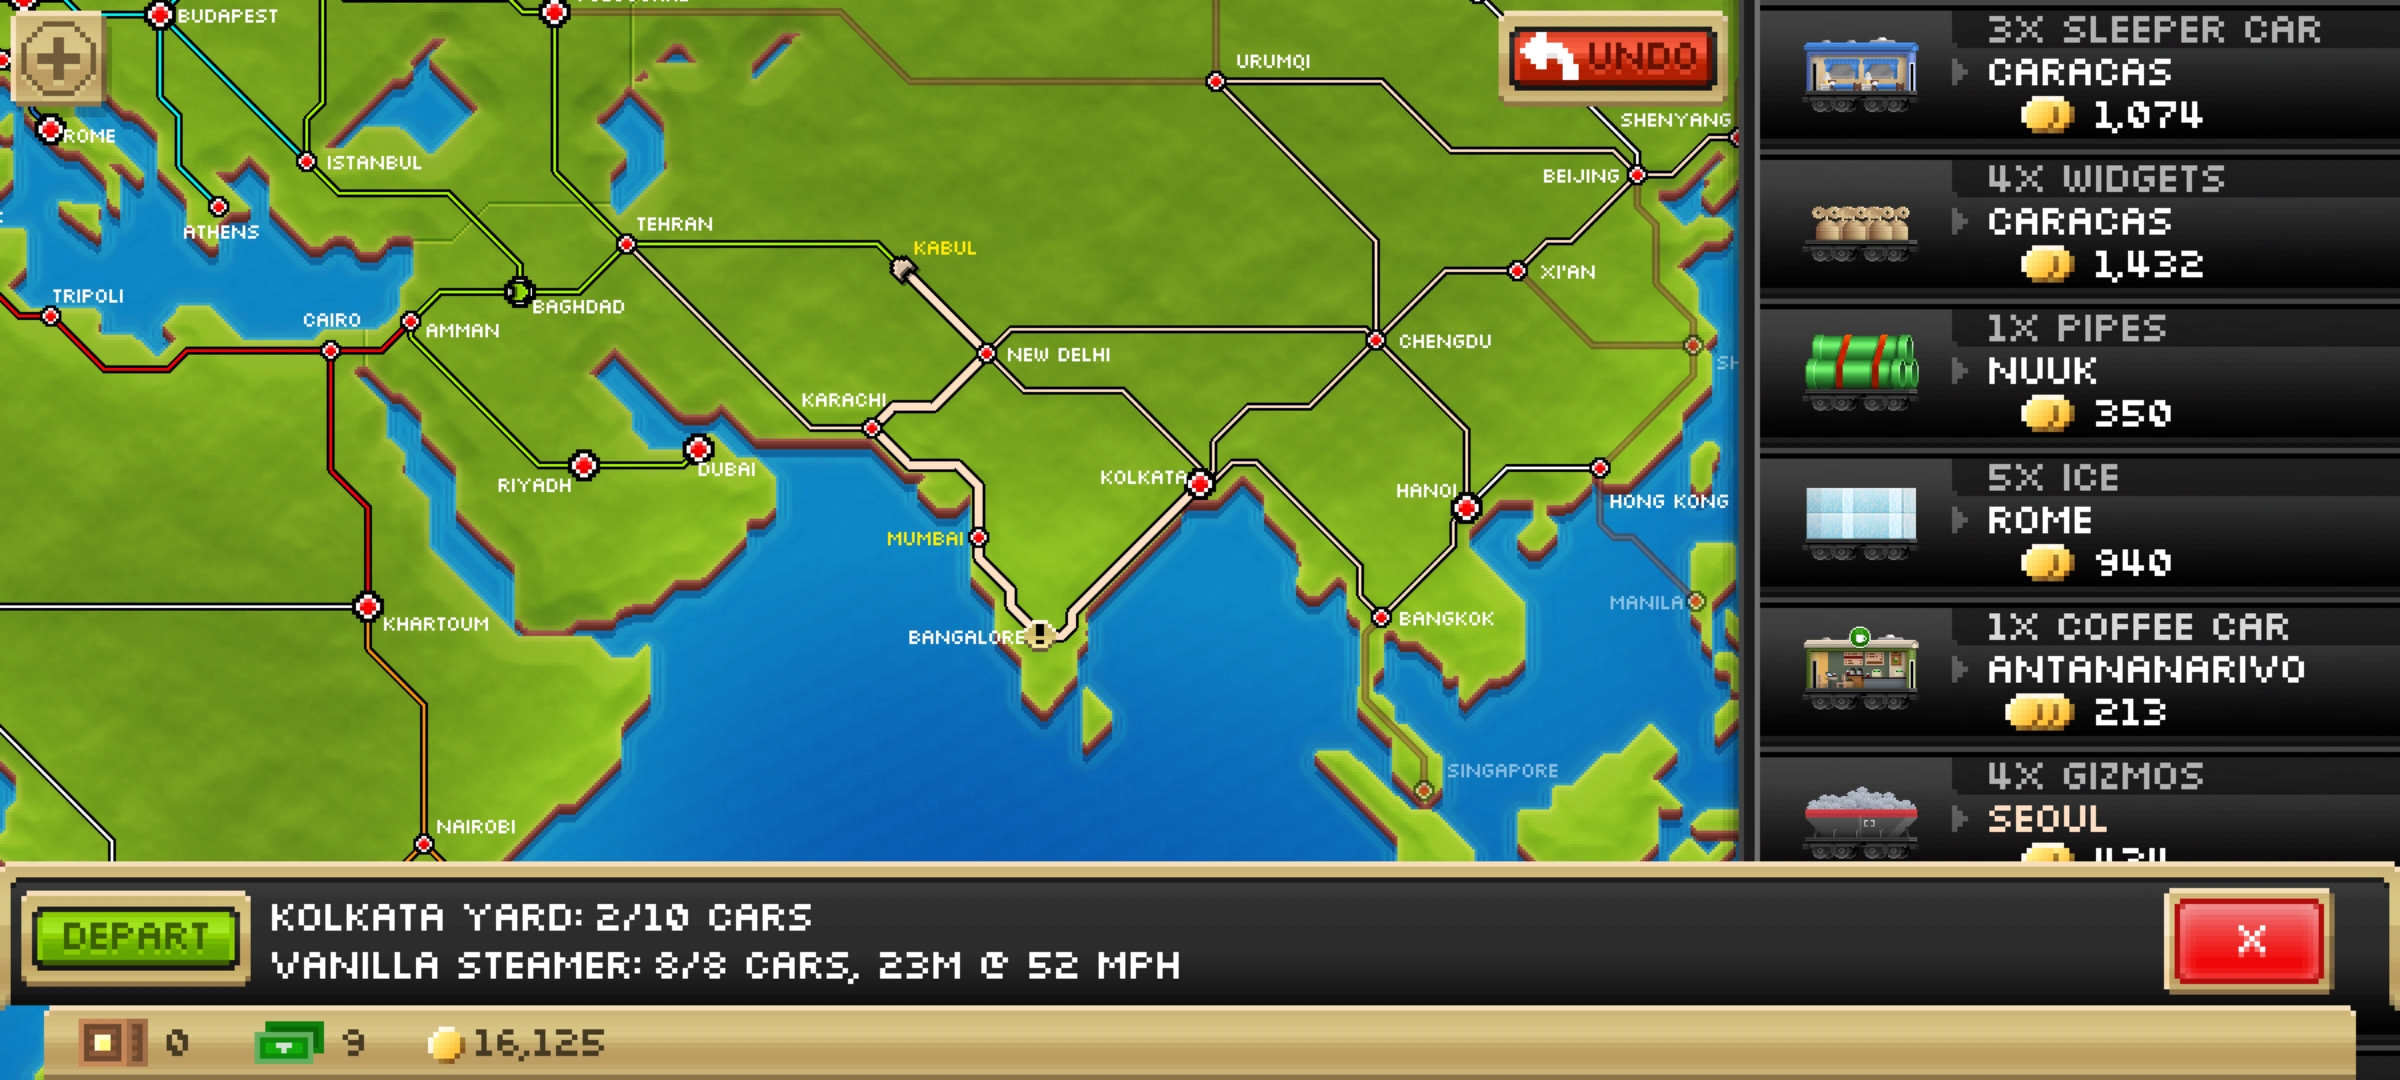 BUDAPEST
URUMQI
UNDO
ROME
ISTANBUL
SHENYANG
BEIJING
ATHENS
TEHRAN
KABUL
XI'AN
TRIPOLI
BAGHDAD
CAIRO
AMMAN
NEW DELHI
CHENGDU
SH
KARACHI
RIYADH
DUBAI
KOLKATA
HANOI
HONG KONG
MUMBAI
MANILA
KHARTOUM
BANGALORE
BANGKOK
SINGAPORE
NAIROBI
3X SLEEPER CAR
CARACAS
1,074
4X WIDGETS
CARACAS
1,432
1X PIPES
NUUK
350
5X ICE
ROME
940
1X COFFEE CAR
ANTANANARIVO
213
4X GIZMOS
SEOUL
DEPART
KOLKATA YARD: 2/10 CARS
VANILLA STEAMER: 8/8 CARS, 23M @ 52 MPH
X
0
9
16,125